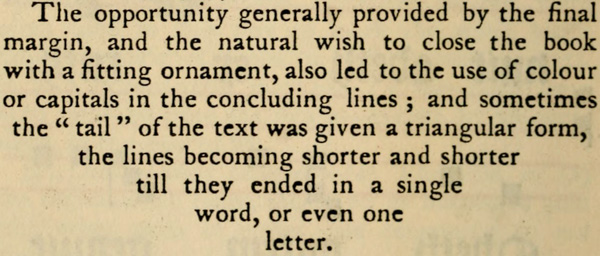 The opportunity generally provided by the final
margin, and the natural wish to close the book
with a fitting ornament, also led to the use of colour
or capitals in the concluding lines ; and sometimes
the “ tail ” of the text was given a triangular form,
the lines becoming shorter and shorter
till they ended in a single
word, or even one
letter.